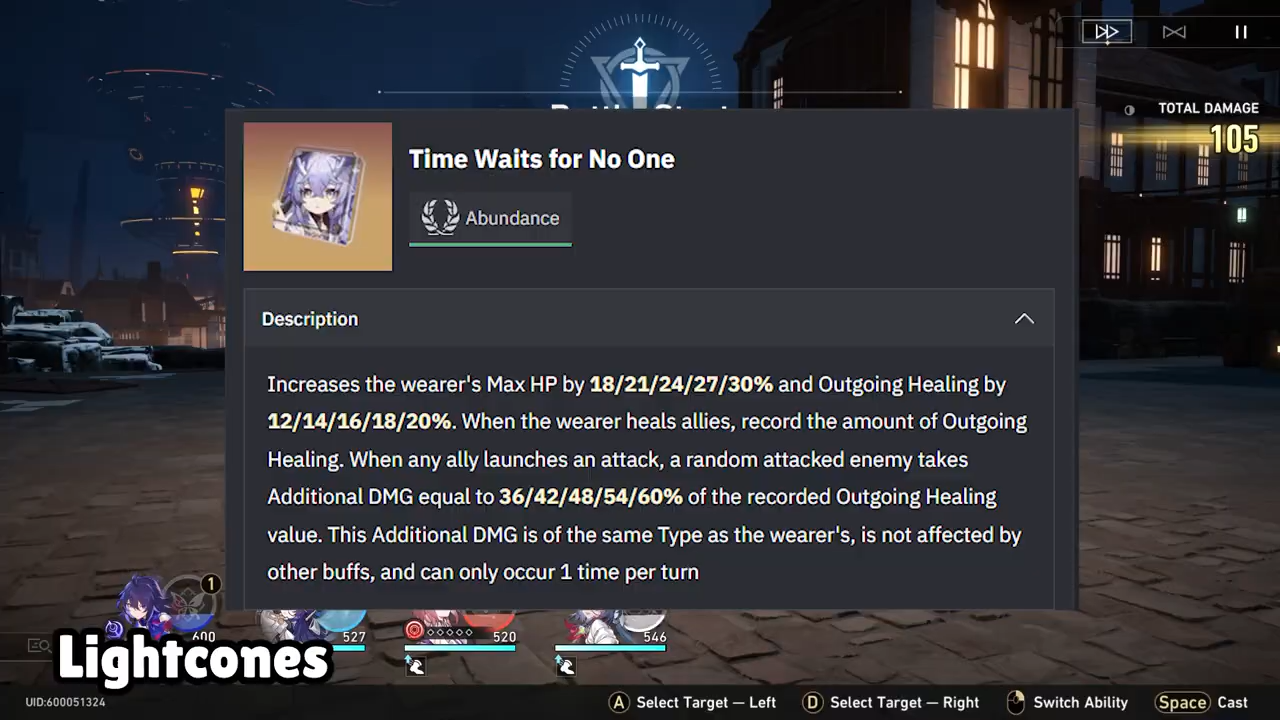 TOTAL DAMAGE
105
Time Waits for No One
Abundance
Description
Increases the wearer's Max HP by 18/21/24/27/30% and Outgoing Healing by
12/14/16/18/20%. When the wearer heals allies, record the amount of Outgoing
Healing. When any ally launches an attack, a random attacked enemy takes
Additional DMG equal to 36/42/48/54/60% of the recorded Outgoing Healing
value. This Additional DMG is of the same Type as the wearer's, is not affected by
other buffs, and can only occur 1 time per turn
1
600
527
520
546
Lightcones
UID:600051324
A Select Target — Left
D Select Target — Right
Switch Ability
Space Cast